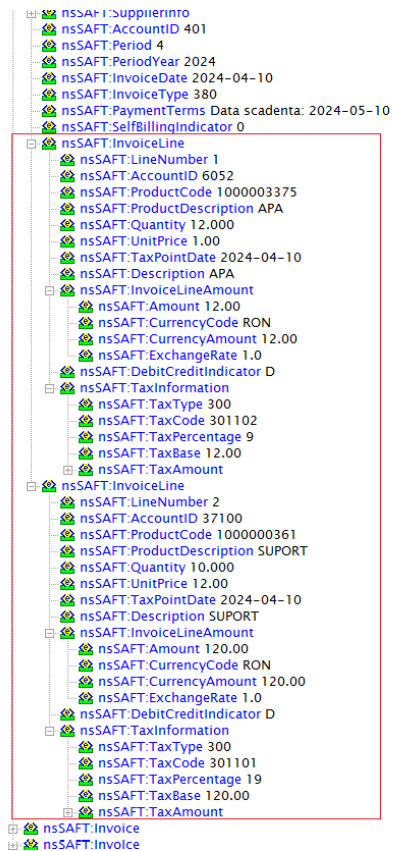 nsSAFT:SupplierInfo
nsSAFT:AccountID 401
nsSAFT:Period 4
nsSAFT:PeriodYear 2024
nsSAFT:InvoiceDate 2024-04-10
nsSAFT:InvoiceType 380
nsSAFT:PaymentTerms Data scadenta: 2024-05-10
nsSAFT:SelfBillingIndicator 0
nsSAFT:InvoiceLine
nsSAFT:LineNumber 1
nsSAFT:AccountID 6052
nsSAFT:ProductCode 1000003375
nsSAFT:ProductDescription APA
nsSAFT:Quantity 12.000
nsSAFT:UnitPrice 1.00
nsSAFT:TaxPointDate 2024-04-10
nsSAFT:Description APA
nsSAFT:InvoiceLineAmount
nsSAFT:Amount 12.00
nsSAFT:CurrencyCode RON
nsSAFT:CurrencyAmount 12.00
nsSAFT:ExchangeRate 1.0
nsSAFT:DebitCreditIndicator D
nsSAFT:TaxInformation
nsSAFT:TaxType 300
nsSAFT:TaxCode 301102
nsSAFT:TaxPercentage 9
nsSAFT:TaxBase 12.00
nsSAFT:TaxAmount
nsSAFT:InvoiceLine
nsSAFT:LineNumber 2
nsSAFT:AccountID 37100
nsSAFT:ProductCode 1000000361
nsSAFT:ProductDescription SUPORT
nsSAFT:Quantity 10.000
nsSAFT:UnitPrice 12.00
nsSAFT:TaxPointDate 2024-04-10
nsSAFT:Description SUPORT
nsSAFT:InvoiceLineAmount
nsSAFT:Amount 120.00
nsSAFT:CurrencyCode RON
nsSAFT:CurrencyAmount 120.00
nsSAFT:ExchangeRate 1.0
nsSAFT:DebitCreditIndicator D
nsSAFT:TaxInformation
nsSAFT:TaxType 300
nsSAFT:TaxCode 301101
nsSAFT:TaxPercentage 19
nsSAFT:TaxBase 120.00
nsSAFT:TaxAmount
nsSAFT:Invoice
nsSAFT:Invoice